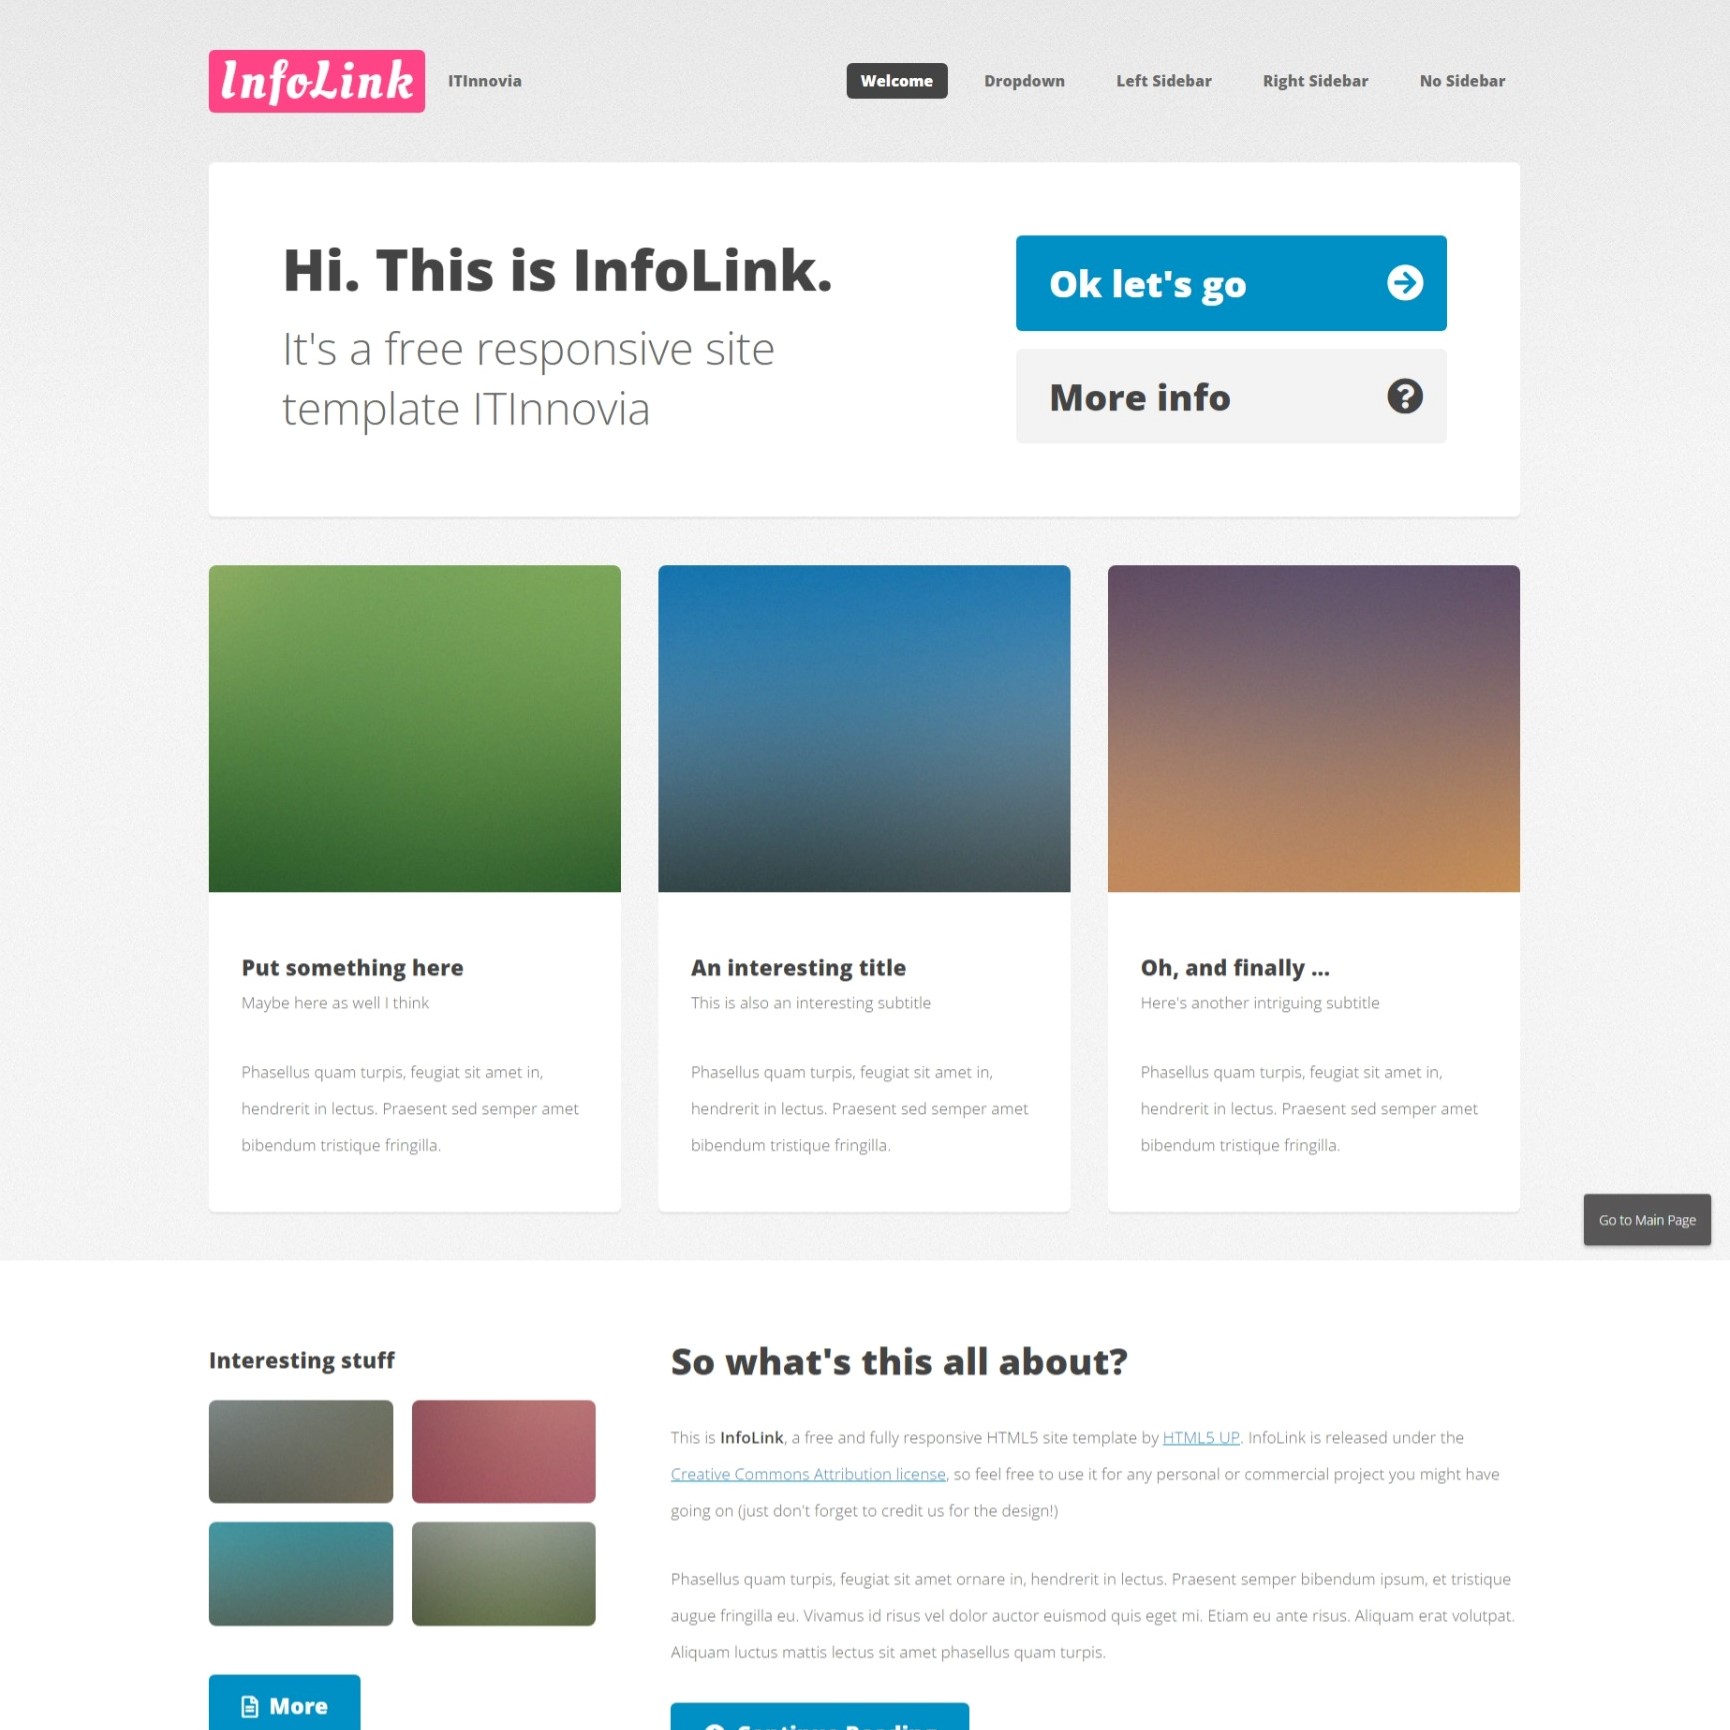 InfoLink
ITInnovia
Welcome
Dropdown
Left Sidebar
Right Sidebar
No Sidebar
Hi. This is InfoLink.
It's a free responsive site
template ITInnovia
Ok let's go
More info
Put something here
Maybe here as well I think
Phasellus quam turpis, feugiat sit amet in,
hendrerit in lectus. Praesent sed semper amet
bibendum tristique fringilla.
An interesting title
This is also an interesting subtitle
Phasellus quam turpis, feugiat sit amet in,
hendrerit in lectus. Praesent sed semper amet
bibendum tristique fringilla.
Oh, and finally ...
Here's another intriguing subtitle
Phasellus quam turpis, feugiat sit amet in,
hendrerit in lectus. Praesent sed semper amet
bibendum tristique fringilla.
Go to Main Page
Interesting stuff
More
So what's this all about?
This is InfoLink, a free and fully responsive HTML5 site template by HTML5 UP. InfoLink is released under the
Creative Commons Attribution license, so feel free to use it for any personal or commercial project you might have
going on (just don't forget to credit us for the design!)
Phasellus quam turpis, feugiat sit amet ornare in, hendrerit in lectus. Praesent semper bibendum ipsum, et tristique
augue fringilla eu. Vivamus id risus vel dolor auctor euismod quis eget mi. Etiam eu ante risus. Aliquam erat volutpat.
Aliquam luctus mattis lectus sit amet phasellus quam turpis.
Continue Reading